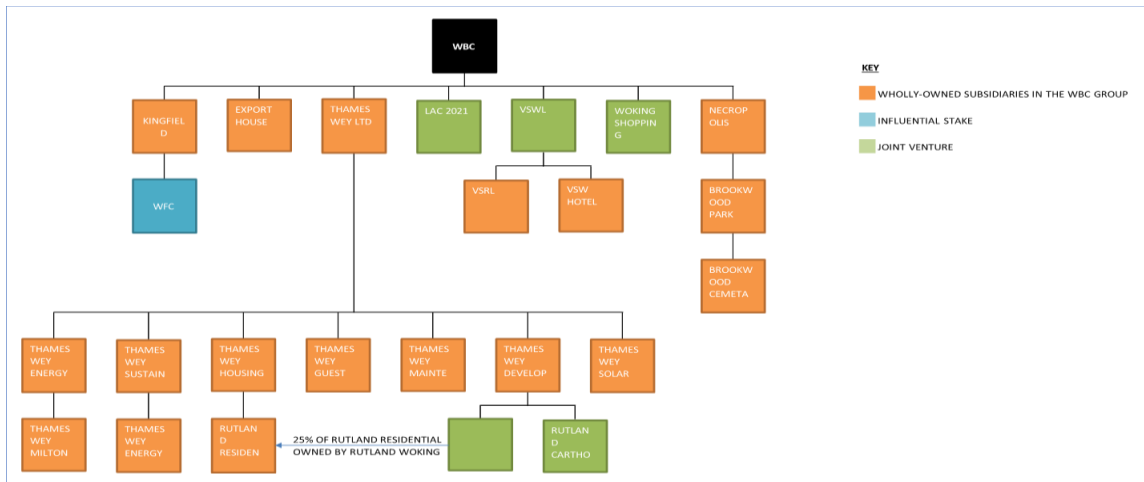 WBC
KEY
WHOLLY-OWNED SUBSIDIARIES IN THE WBC GROUP
INFLUENTIAL STAKE
JOINT VENTURE
KINGFIEL
D
EXPORT
HOUSE
THAMES
WEY LTD
LAC 2021
VSWL
WOKING
SHOPPIN
G
NECROP
OLIS
WFC
VSRL
VSW
HOTEL
BROOKW
OOD
PARK
BROOKW
OOD
CEMETA
THAMES
WEY
ENERGY
THAMES
WEY
SUSTAIN
THAMES
WEY
HOUSING
THAMES
WEY
GUEST
THAMES
WEY
MAINTE
THAMES
WEY
DEVELOP
THAMES
WEY
SOLAR
THAMES
WEY
MILTON
THAMES
WEY
ENERGY
RUTLAN
D
RESIDEN
25% OF RUTLAND RESIDENTIAL
OWNED BY RUTLAND WOKING
RUTLAN
D
CARTHO